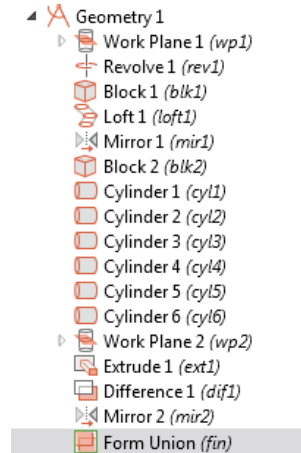 Geometry 1
Work Plane 1 (wp1)
Revolve 1 (rev1)
Block 1 (blk1)
Loft 1 (loft1)
Mirror 1 (mir1)
Block 2 (blk2)
Cylinder 1 (cyl1)
Cylinder 2 (cyl2)
Cylinder 3 (cyl3)
Cylinder 4 (cyl4)
Cylinder 5 (cyl5)
Cylinder 6 (cyl6)
Work Plane 2 (wp2)
Extrude 1 (ext1)
Difference 1 (dif1)
Mirror 2 (mir2)
Form Union (fin)